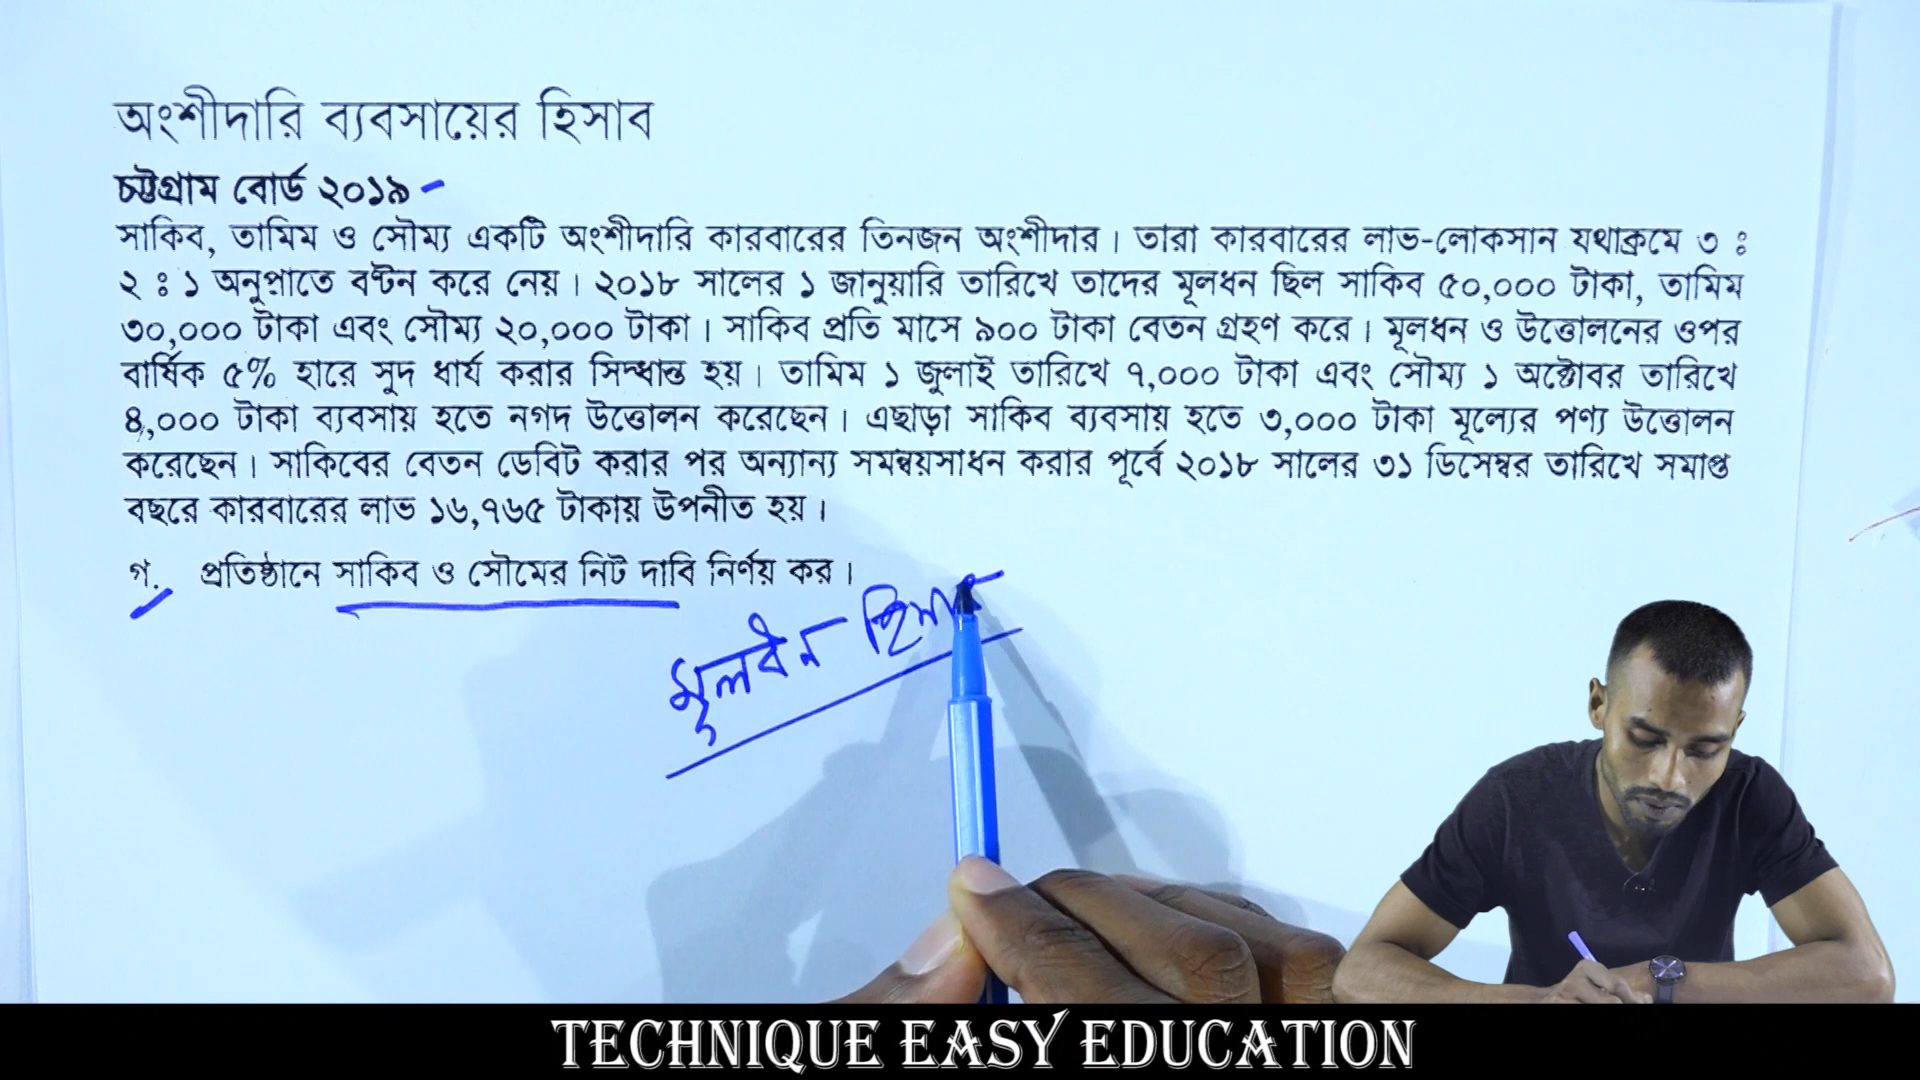 অংশীদারি ব্যবসায়ের হিসাব
চট্টগ্রাম বোর্ড ২০১৯
সাকিব, তামিম ও সৌম্য একটি অংশীদারি কারবারের তিনজন অংশীদার। তারা কারবারের লাভ-লোকসান যথাক্রমে ৩ ঃ
২ ঃ ১ অনুপাতে বণ্টন করে নেয়। ২০১৮ সালের ১ জানুয়ারি তারিখে তাদের মূলধন ছিল সাকিব ৫০,০০০ টাকা, তামিম
৩০,০০০ টাকা এবং সৌম্য ২০,০০০ টাকা। সাকিব প্রতি মাসে ৯০০ টাকা বেতন গ্রহণ করে। মূলধন ও উত্তোলনের ওপর
বার্ষিক ৫% হারে সুদ ধার্য করার সিদ্ধান্ত হয়। তামিম ১ জুলাই তারিখে ৭,০০০ টাকা এবং সৌম্য ১ অক্টোবর তারিখে
৪,০০০ টাকা ব্যবসায় হতে নগদ উত্তোলন করেছেন। এছাড়া সাকিব ব্যবসায় হতে ৩,০০০ টাকা মূল্যের পণ্য উত্তোলন
করেছেন। সাকিবের বেতন ডেবিট করার পর অন্যান্য সমন্বয়সাধন করার পূর্বে ২০১৮ সালের ৩১ ডিসেম্বর তারিখে সমাপ্ত
বছরে কারবারের লাভ ১৬,৭৬৫ টাকায় উপনীত হয়।
গ. প্রতিষ্ঠানে সাকিব ও সৌমের নিট দাবি নির্ণয় কর।
মূলধন
TECHNIQUE EASY EDUCATION